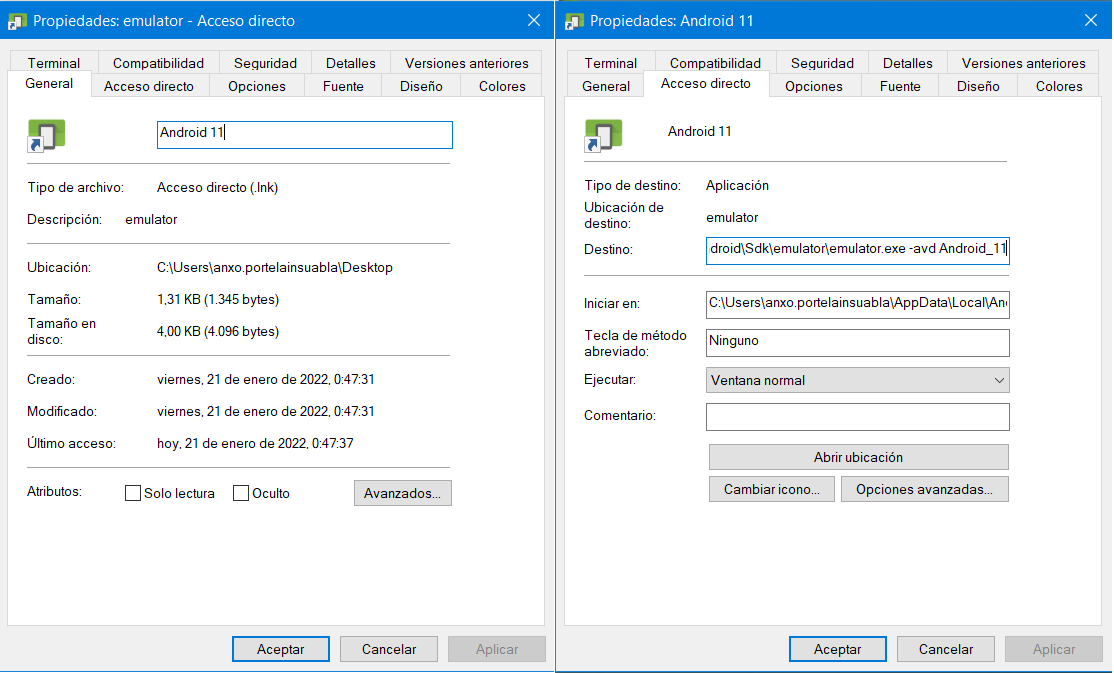 Propiedades: emulator - Acceso directo
Terminal Compatibilidad Seguridad Detalles Versiones anteriores
General Acceso directo Opciones Fuente Diseño Colores
Android 11
Tipo de archivo: Acceso directo (.lnk)
Descripción: emulator
Ubicación: C:\Users\anxo.portelainsuabla\Desktop
Tamaño: 1,31 KB (1.345 bytes)
Tamaño en
disco: 4,00 KB (4.096 bytes)
Creado: viernes, 21 de enero de 2022, 0:47:31
Modificado: viernes, 21 de enero de 2022, 0:47:31
Último acceso: hoy, 21 de enero de 2022, 0:47:37
Atributos: Solo lectura Oculto Avanzados...
Aceptar Cancelar Aplicar
Propiedades: Android 11
Terminal Compatibilidad Seguridad Detalles Versiones anteriores
General Acceso directo Opciones Fuente Diseño Colores
Android 11
Tipo de destino: Aplicación
Ubicación de
destino: emulator
Destino: droid\Sdk\emulator\emulator.exe -avd Android_11
Iniciar en: C:\Users\anxo.portelainsuabla\AppData\Local\An
Tecla de método
abreviado: Ninguno
Ejecutar: Ventana normal
Comentario:
Abrir ubicación
Cambiar icono... Opciones avanzadas...
Aceptar Cancelar Aplicar